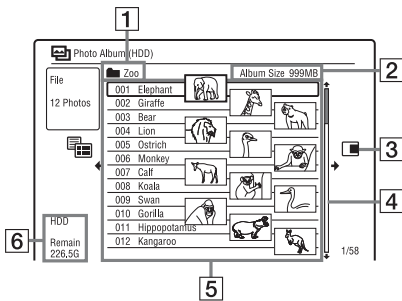 1
Photo Album (HDD)
2
Zoo
Album Size 999MB
File
12 Photos
001 Elephant
002 Giraffe
003 Bear
004 Lion
005 Ostrich
006 Monkey
007 Calf
008 Koala
009 Swan
010 Gorilla
011 Hippopotamus
012 Kangaroo
3
4
6
HDD
Remain
226,5G
1/58
5